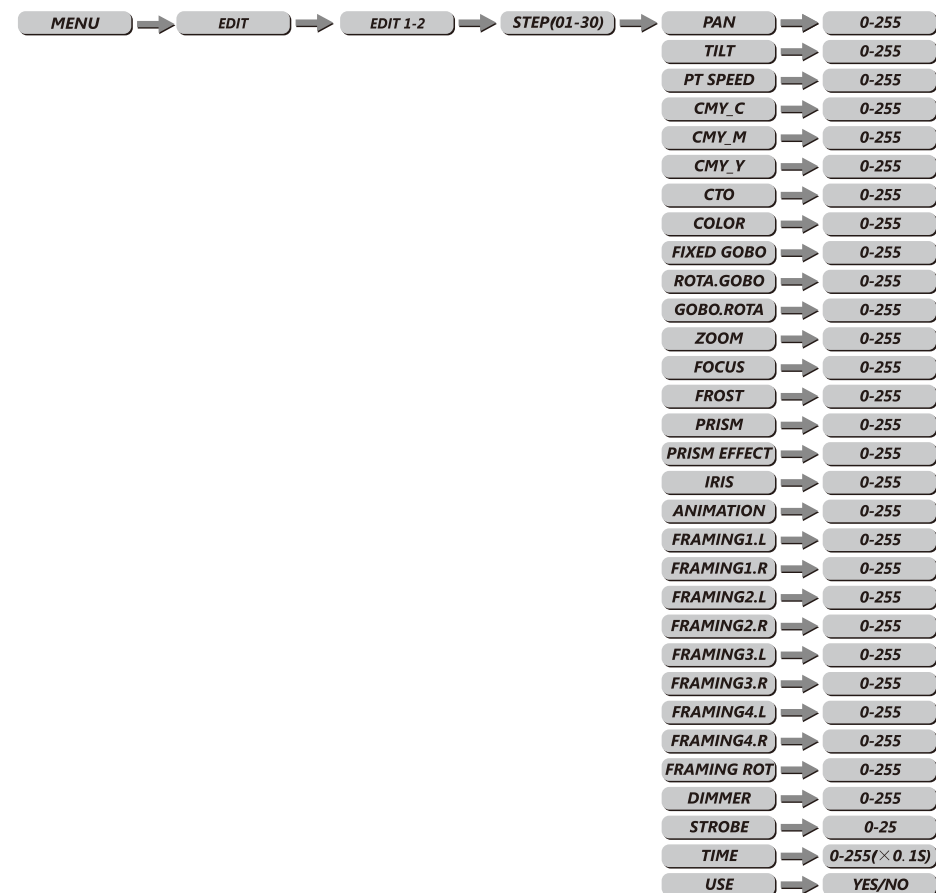 MENU EDIT EDIT 1-2 STEP(01-30) PAN 0-255
TILT 0-255
PT SPEED 0-255
CMY_C 0-255
CMY_M 0-255
CMY_Y 0-255
CTO 0-255
COLOR 0-255
FIXED GOBO 0-255
ROTA.GOBO 0-255
GOBO.ROTA 0-255
ZOOM 0-255
FOCUS 0-255
FROST 0-255
PRISM 0-255
PRISM EFFECT 0-255
IRIS 0-255
ANIMATION 0-255
FRAMING1.L 0-255
FRAMING1.R 0-255
FRAMING2.L 0-255
FRAMING2.R 0-255
FRAMING3.L 0-255
FRAMING3.R 0-255
FRAMING4.L 0-255
FRAMING4.R 0-255
FRAMING ROT 0-255
DIMMER 0-255
STROBE 0-25
TIME 0-255(×0.1S)
USE YES/NO